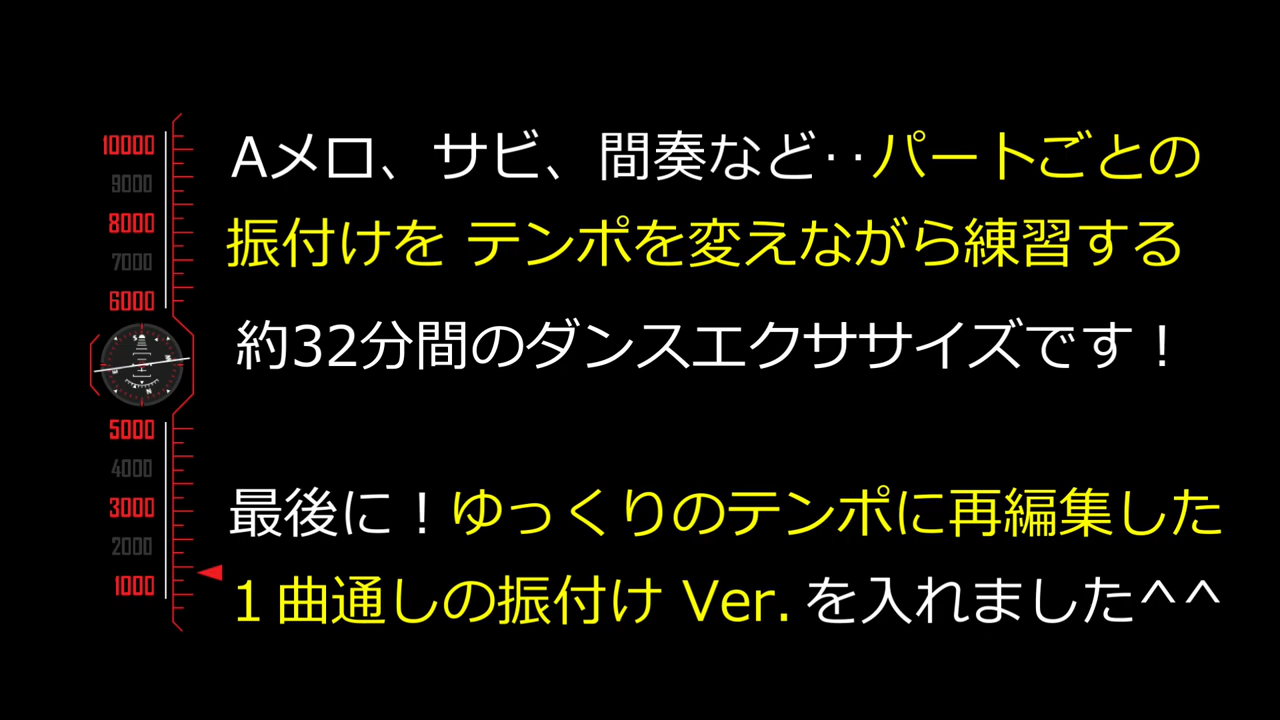 10000
9000
8000
7000
6000
5000
4000
3000
2000
1000
Aメロ、サビ、間奏など‥パートごとの
振付けを テンポを変えながら練習する
約32分間のダンスエクササイズです！
最後に！ゆっくりのテンポに再編集した
１曲通しの振付け Ver. を入れました^^